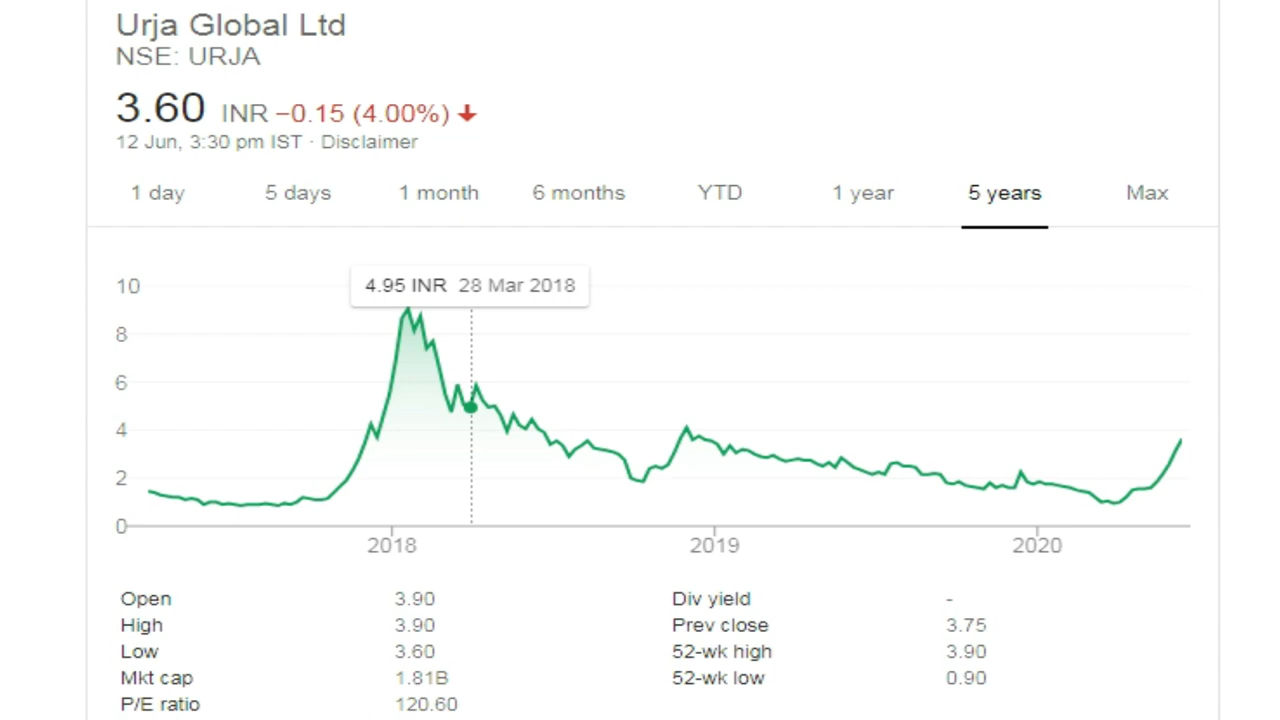 Urja Global Ltd
NSE: URJA
3.60 INR −0.15 (4.00%) ↓
12 Jun, 3:30 pm IST · Disclaimer
1 day 5 days 1 month 6 months YTD 1 year 5 years Max
4.95 INR 28 Mar 2018
10
8
6
4
2
0
2018 2019 2020
Open 3.90 Div yield -
High 3.90 Prev close 3.75
Low 3.60 52-wk high 3.90
Mkt cap 1.81B 52-wk low 0.90
P/E ratio 120.60